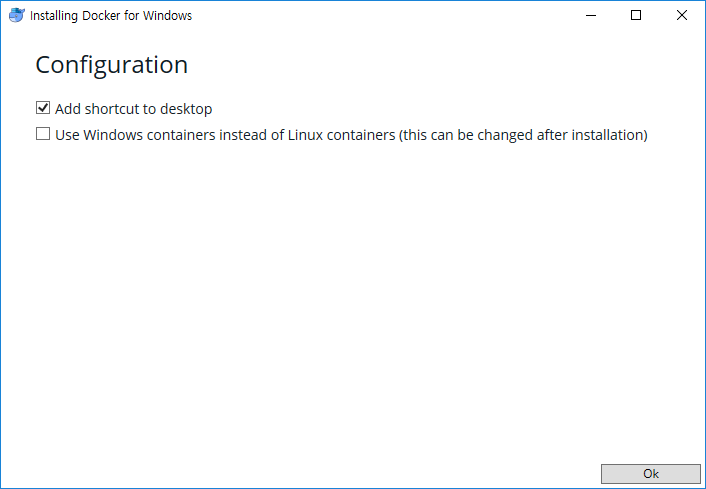 Installing Docker for Windows
Configuration
Add shortcut to desktop
Use Windows containers instead of Linux containers (this can be changed after installation)
Ok